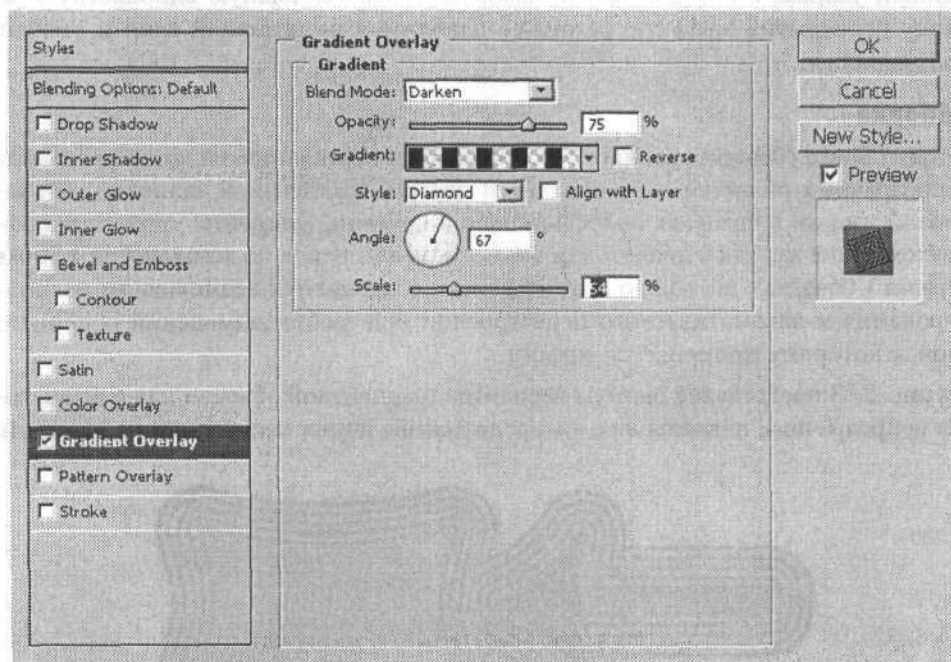 Styles
Blending Options: Default
Drop Shadow
Inner Shadow
Outer Glow
Inner Glow
Bevel and Emboss
Contour
Texture
Satin
Color Overlay
Gradient Overlay
Pattern Overlay
Stroke
Gradient Overlay
Gradient
Blend Mode: Darken
Opacity: 75 %
Gradient: Reverse
Style: Diamond Align with Layer
Angle: 67 °
Scale: 34 %
OK
Cancel
New Style...
Preview